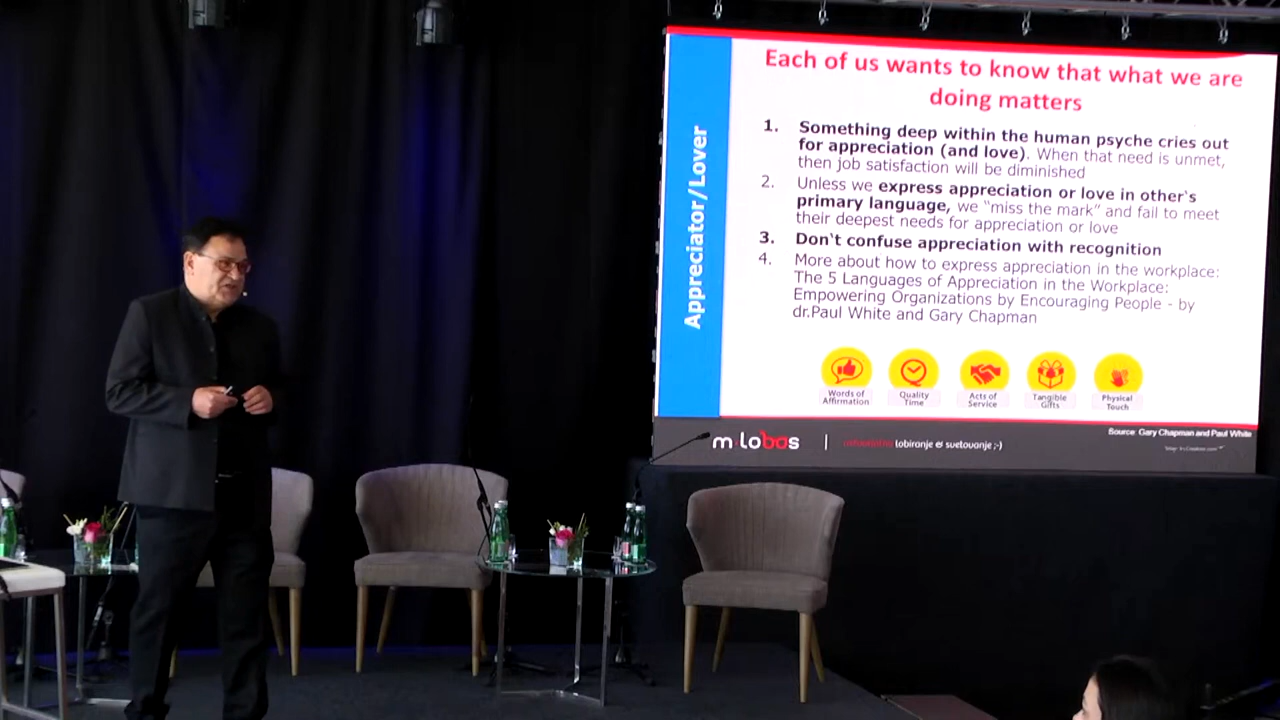 Each of us wants to know that what we are
doing matters
Appreciator/Lover
1. Something deep within the human psyche cries out
for appreciation (and love). When that need is unmet,
then job satisfaction will be diminished
2. Unless we express appreciation or love in other's
primary language, we “miss the mark” and fail to meet
their deepest needs for appreciation or love
3. Don't confuse appreciation with recognition
4. More about how to express appreciation in the workplace:
The 5 Languages of Appreciation in the Workplace:
Empowering Organizations by Encouraging People - by
dr.Paul White and Gary Chapman
Words of
Affirmation
Quality
Time
Acts of
Service
Tangible
Gifts
Physical
Touch
Source: Gary Chapman and Paul White
m·lobos
lobiranje & svetovanje ;-)